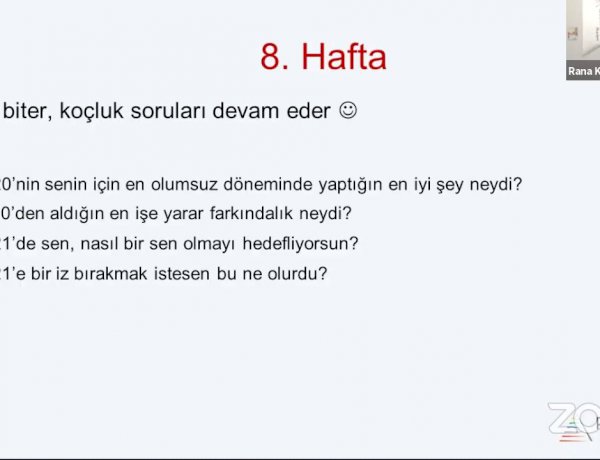 8. Hafta
Rana K
biter, koçluk soruları devam eder ☺
20'nin senin için en olumsuz döneminde yaptığın en iyi şey neydi?
0'den aldığın en işe yarar farkındalık neydi?
21'de sen, nasıl bir sen olmayı hedefliyorsun?
21'e bir iz bırakmak istesen bu ne olurdu?